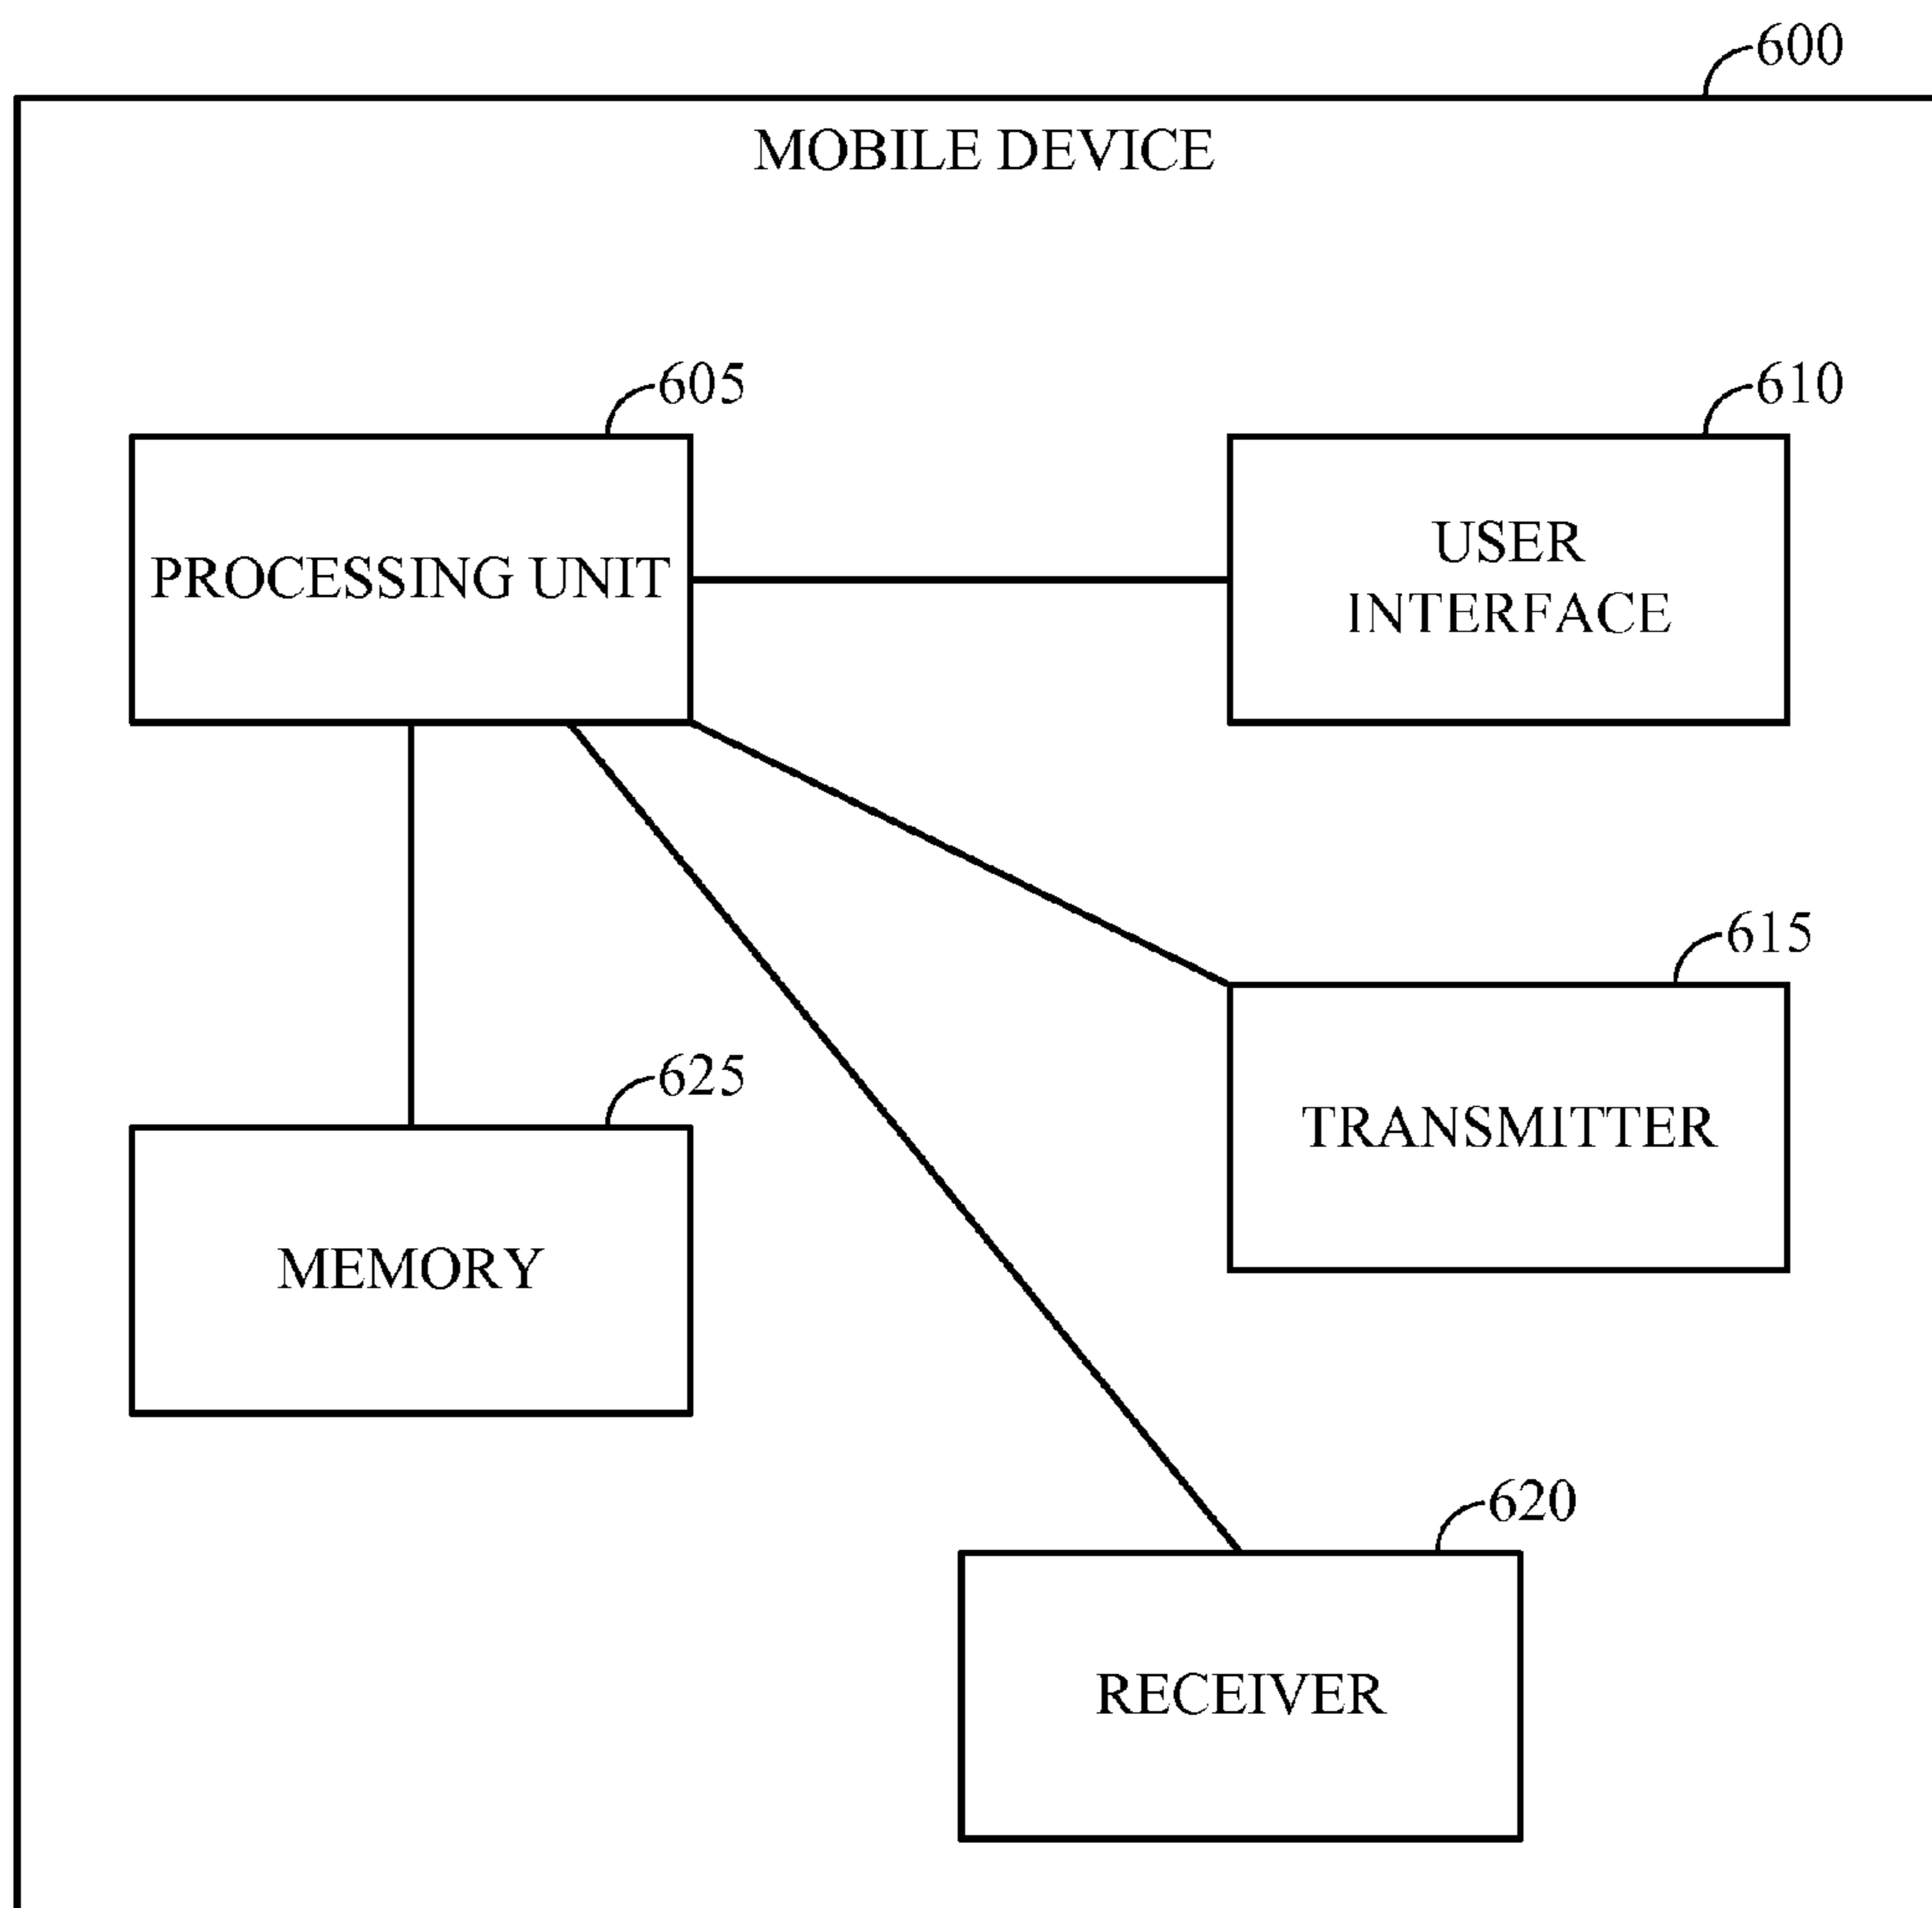 600
MOBILE DEVICE
605
610
PROCESSING UNIT
USER
INTERFACE
615
625
TRANSMITTER
MEMORY
620
RECEIVER